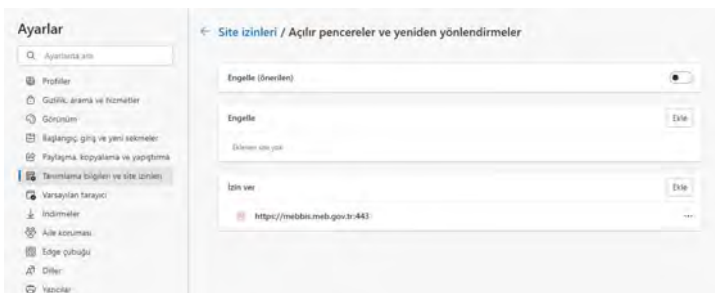 Ayarlar
Ayarlarda ara
Profiller
Gizlilik, arama ve hizmetler
Görünüm
Başlangıç, giriş ve yeni sekmeler
Paylaşma, kopyalama ve yapıştırma
Tanımlama bilgileri ve site izinleri
Varsayılan tarayıcı
İndirmeler
Aile koruması
Edge çubuğu
Diller
Yazıcılar
Site izinleri / Açılır pencereler ve yeniden yönlendirmeler
Engelle (önerilen)
Engelle
Ekle
Eklenen site yok
İzin ver
Ekle
https://mebbis.meb.gov.tr:443